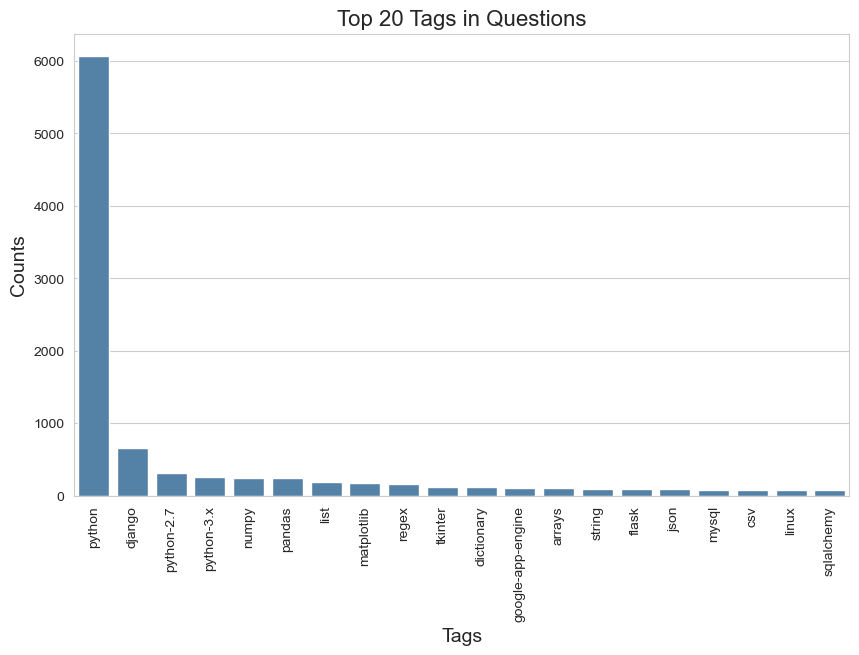 Top 20 Tags in Questions
Counts
6000
5000
4000
3000
2000
1000
0
python
django
python-2.7
python-3.x
numpy
pandas
list
matplotlib
regex
tkinter
dictionary
google-app-engine
arrays
string
flask
json
mysql
csv
linux
sqlalchemy
Tags